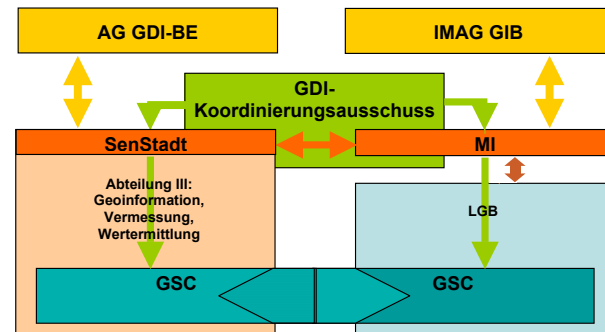 AG GDI-BE
IMAG GIB
GDI-
Koordinierungsausschuss
SenStadt
MI
Abteilung III:
Geoinformation,
Vermessung,
Wertermittlung
LGB
GSC
GSC